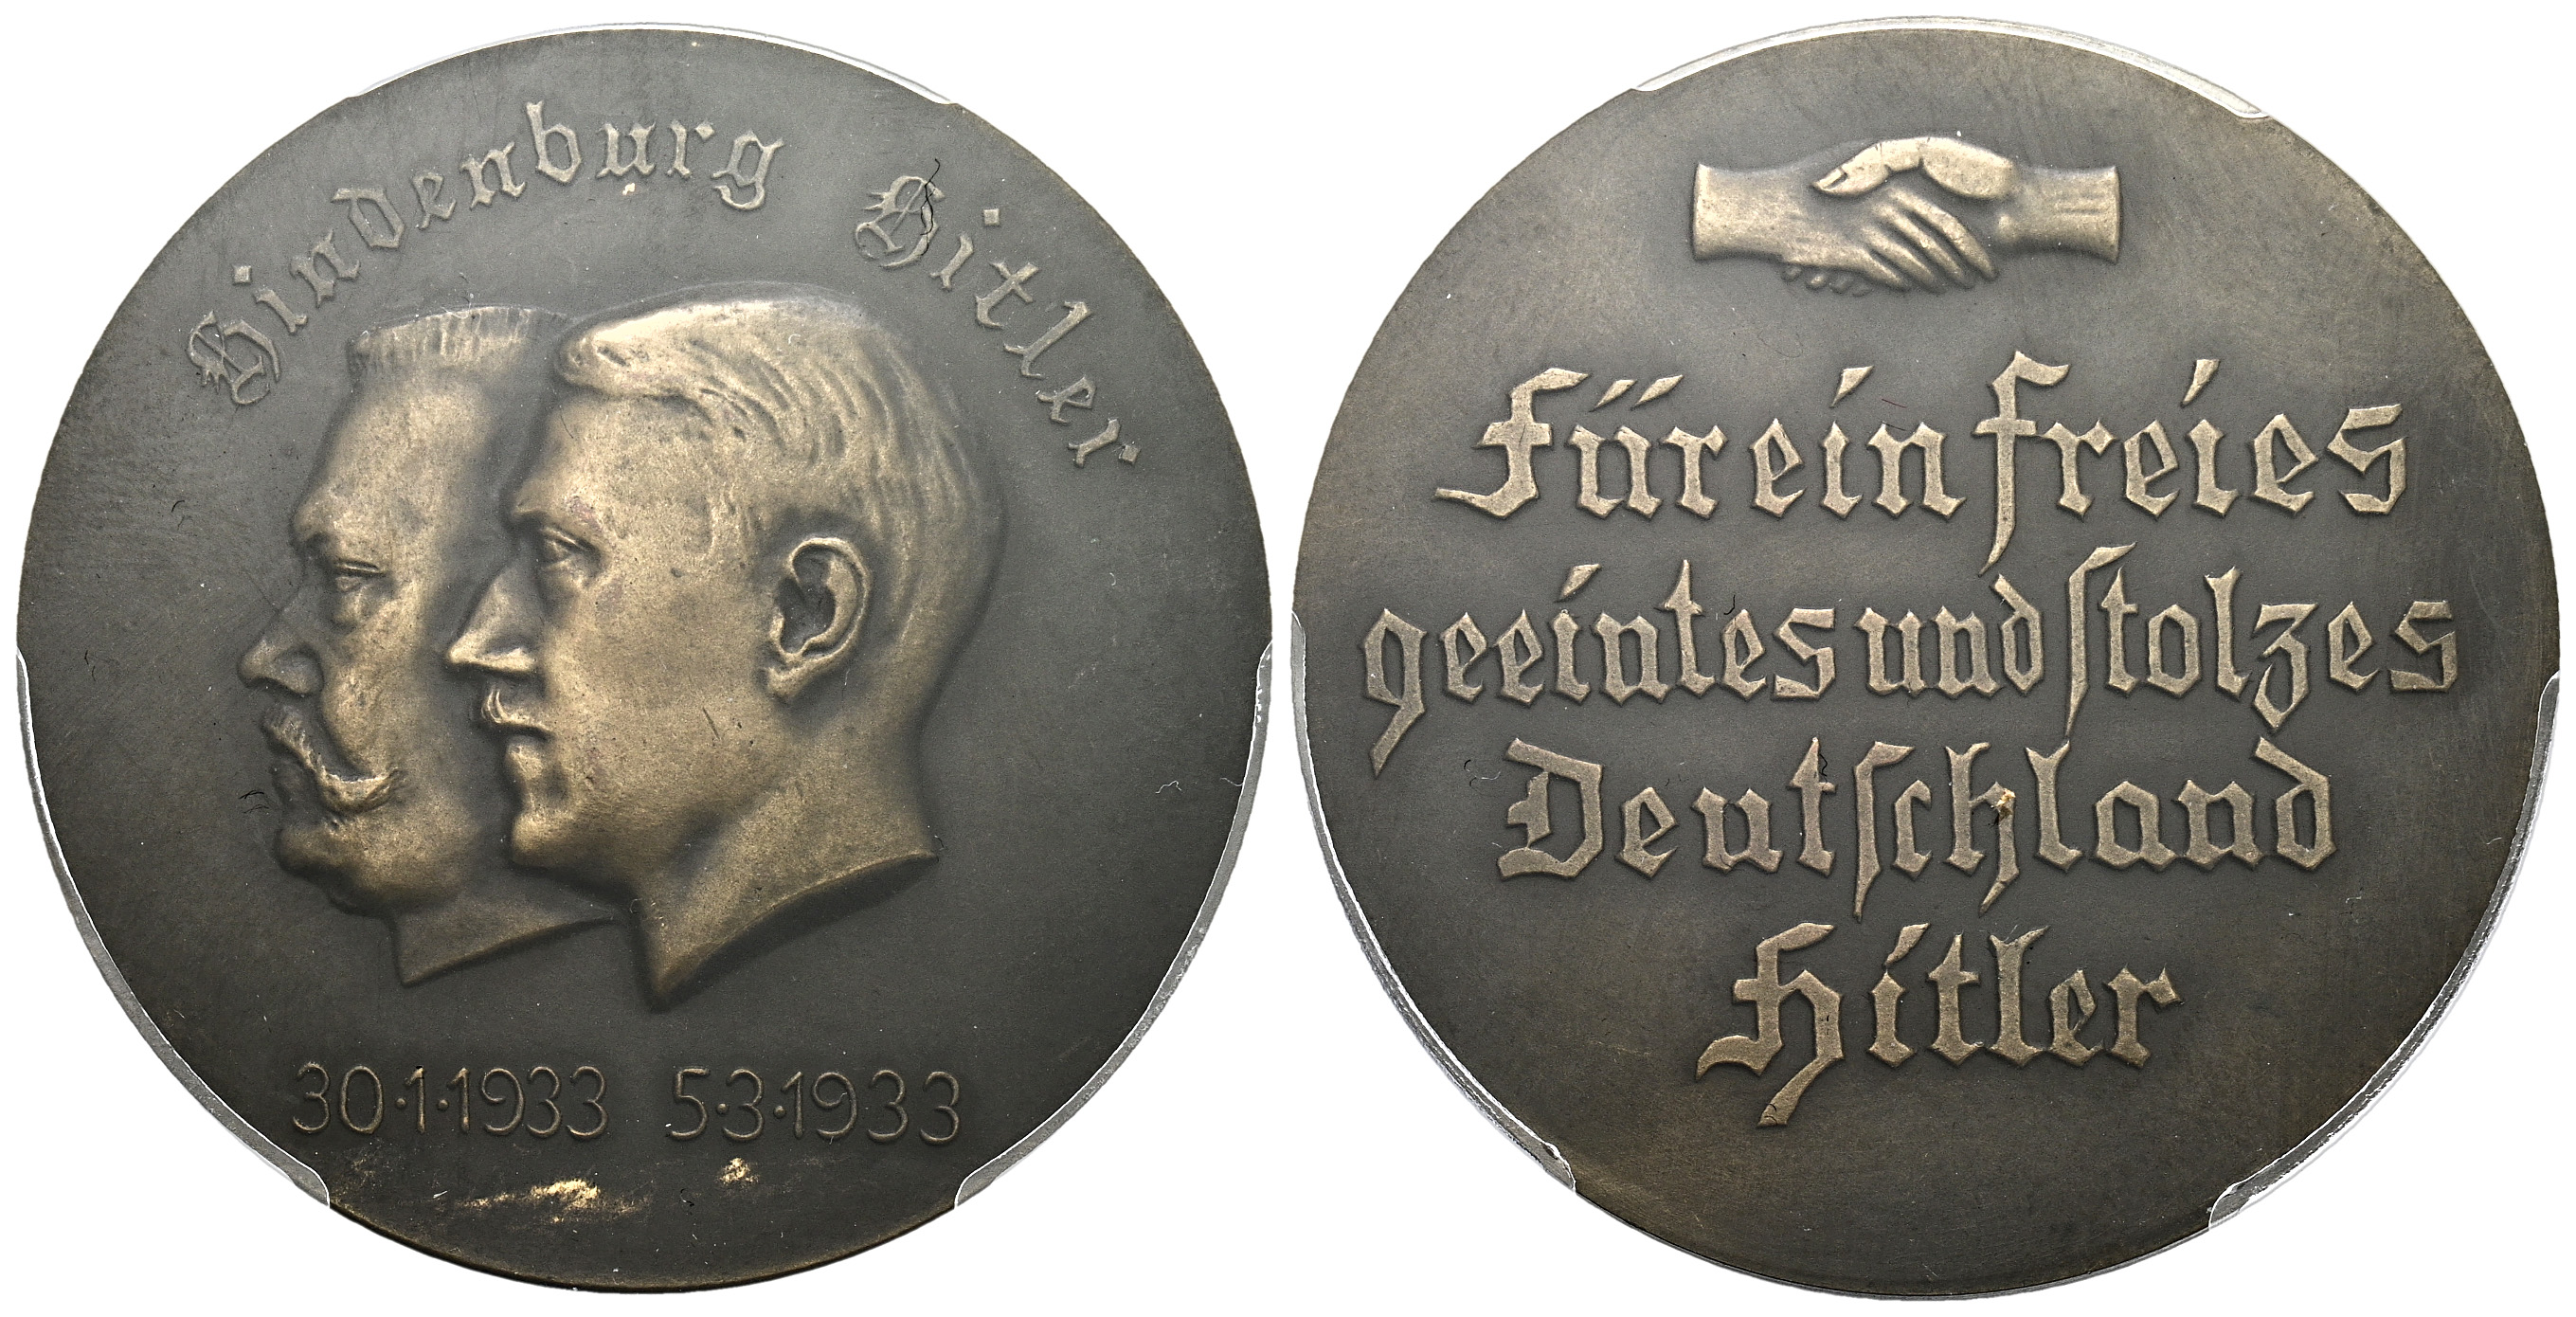 Hindenburg Hitler
30·1·1933 5·3·1933
Für ein freies
geeintes und ſtolzes
Deutſchland
Hitler